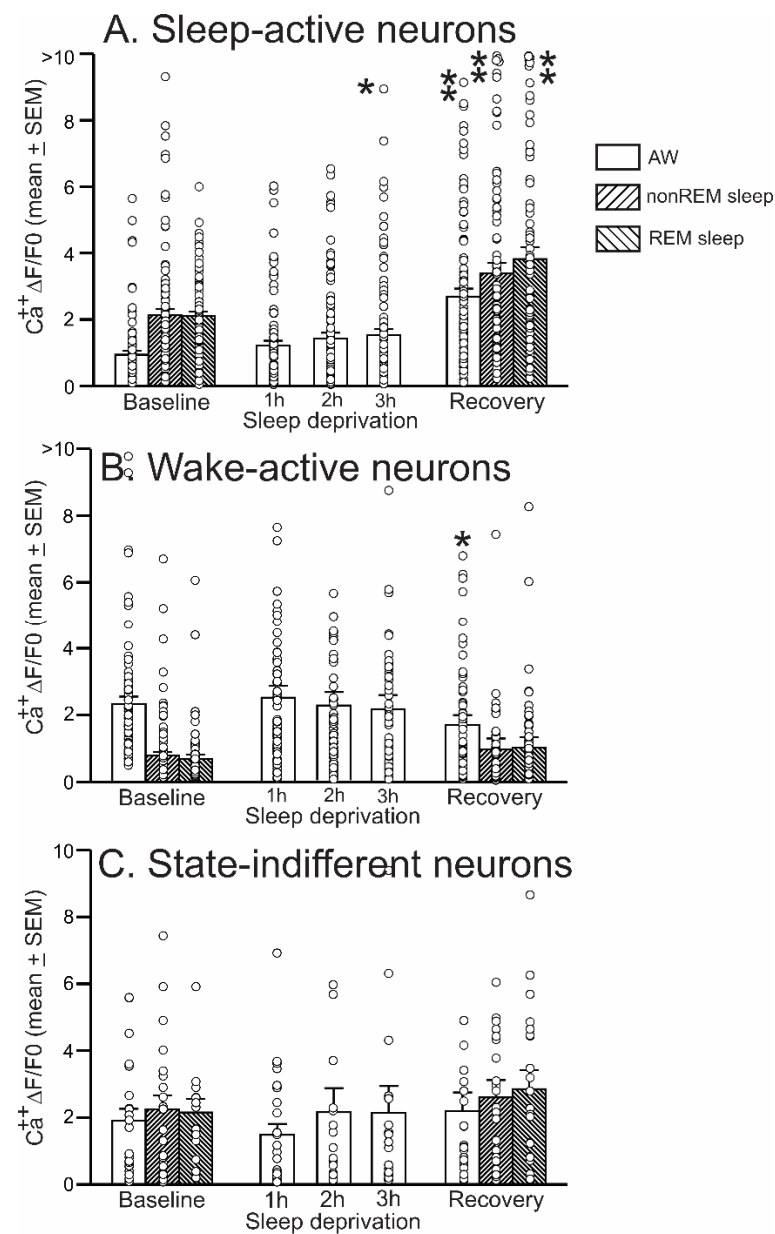 A. Sleep-active neurons
Ca++ ΔF/F0 (mean ± SEM)
>10
8
6
4
2
0
*
**
**
**
Baseline
1h 2h 3h
Sleep deprivation
Recovery
AW
nonREM sleep
REM sleep
B. Wake-active neurons
Ca++ ΔF/F0 (mean ± SEM)
>10
8
6
4
2
0
*
Baseline
1h 2h 3h
Sleep deprivation
Recovery
C. State-indifferent neurons
Ca++ ΔF/F0 (mean ± SEM)
10
8
6
4
2
0
Baseline
1h 2h 3h
Sleep deprivation
Recovery